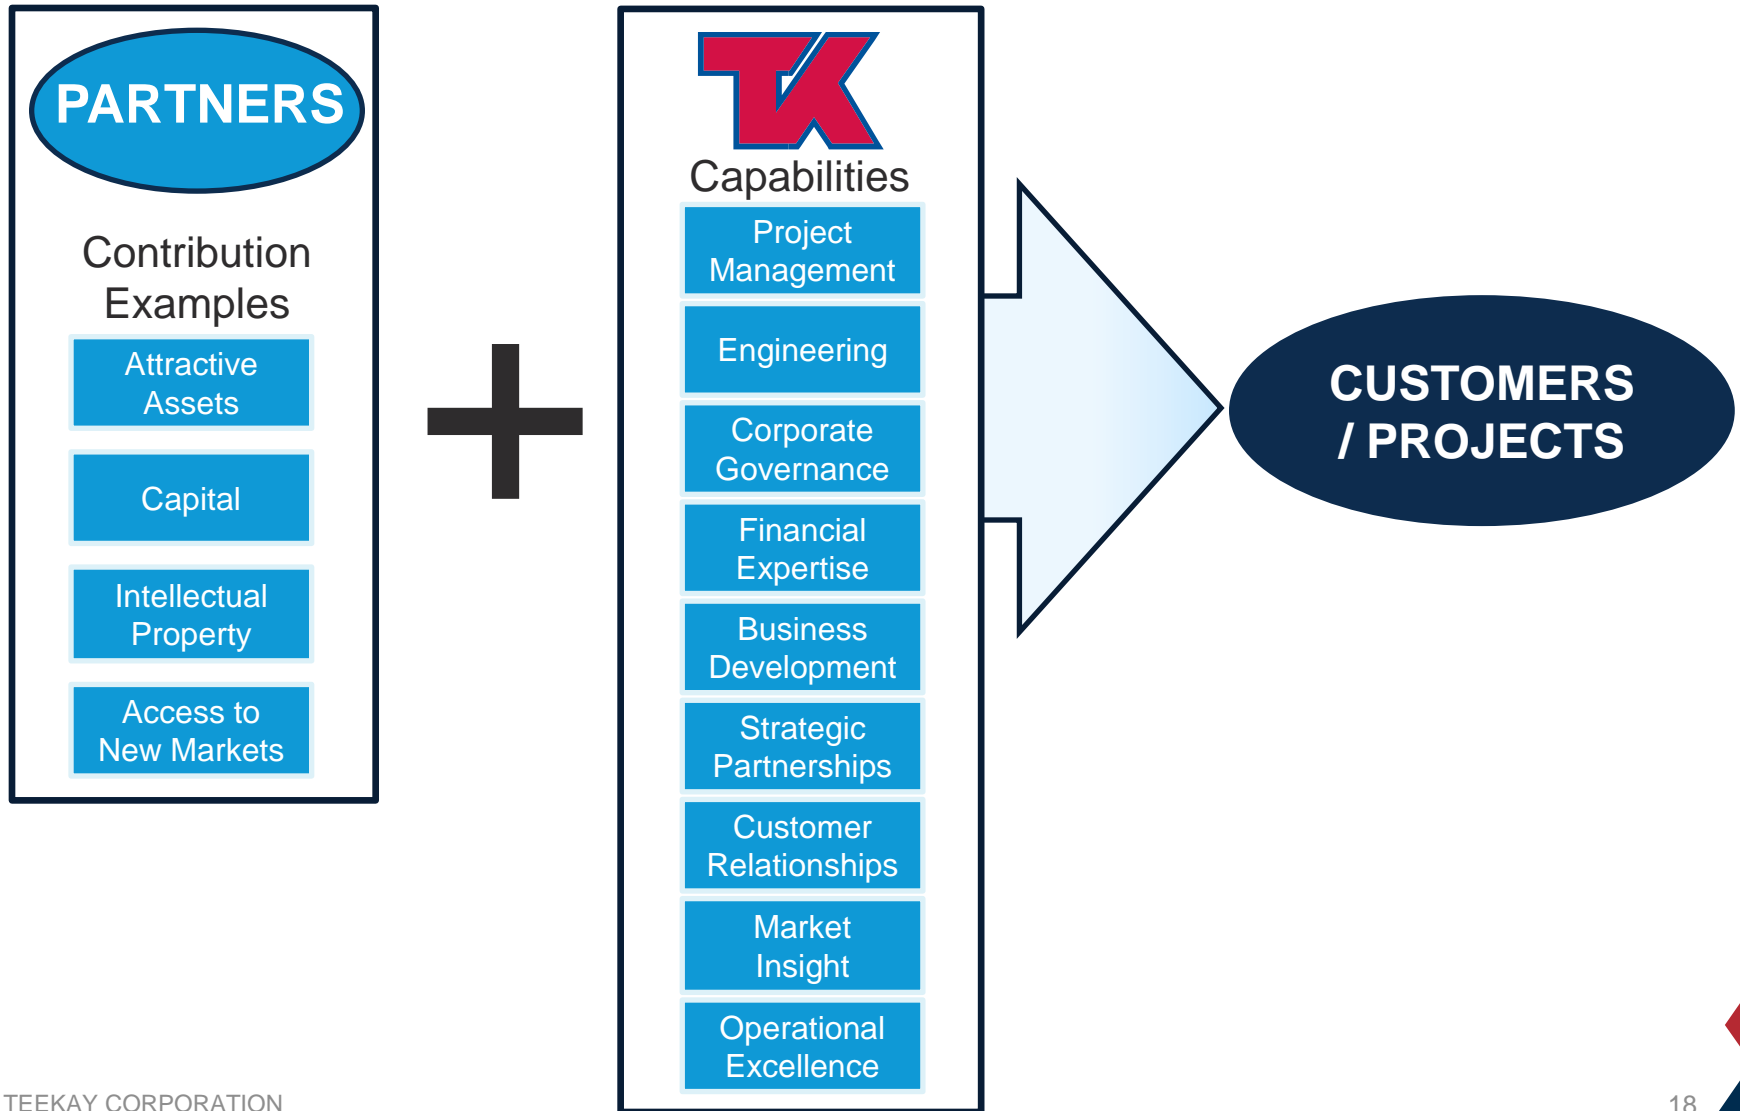 PARTNERS
Contribution
Examples
Attractive
Assets
Capital
Intellectual
Property
Access to
New Markets
TK
Capabilities
Project
Management
Engineering
Corporate
Governance
Financial
Expertise
Business
Development
Strategic
Partnerships
Customer
Relationships
Market
Insight
Operational
Excellence
CUSTOMERS
/ PROJECTS
TEEKAY CORPORATION
18